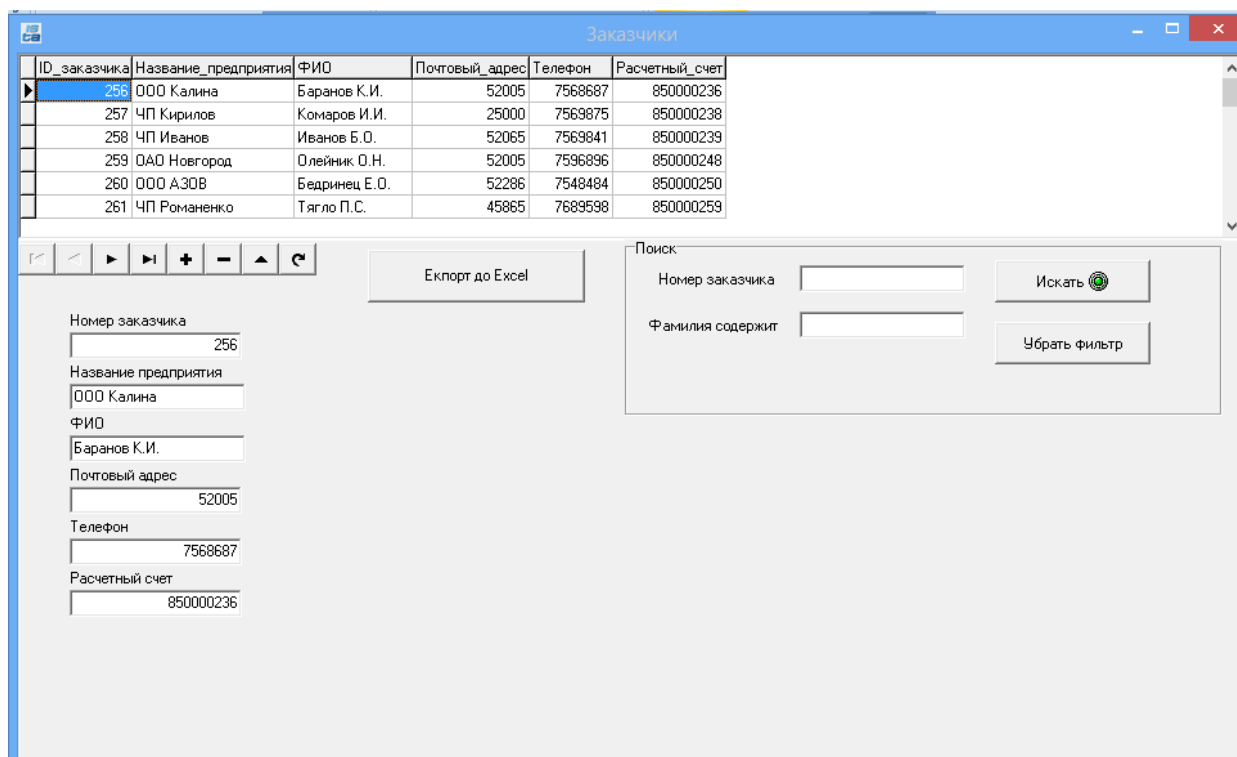 Заказчики
ID_заказчика Название_предприятия ФИО Почтовый_адрес Телефон Расчетный_счет
256 ООО Калина Баранов К.И. 52005 7568687 850000236
257 ЧП Кирилов Комаров И.И. 25000 7569875 850000238
258 ЧП Иванов Иванов Б.О. 52065 7569841 850000239
259 ОАО Новгород Олейник О.Н. 52005 7596896 850000248
260 ООО АЗОВ Бедринец Е.О. 52286 7548484 850000250
261 ЧП Романенко Тягло П.С. 45865 7689598 850000259
Екпорт до Excel
Поиск
Номер заказчика
Искать
Фамилия содержит
Убрать фильтр
Номер заказчика
256
Название предприятия
ООО Калина
ФИО
Баранов К.И.
Почтовый адрес
52005
Телефон
7568687
Расчетный счет
850000236